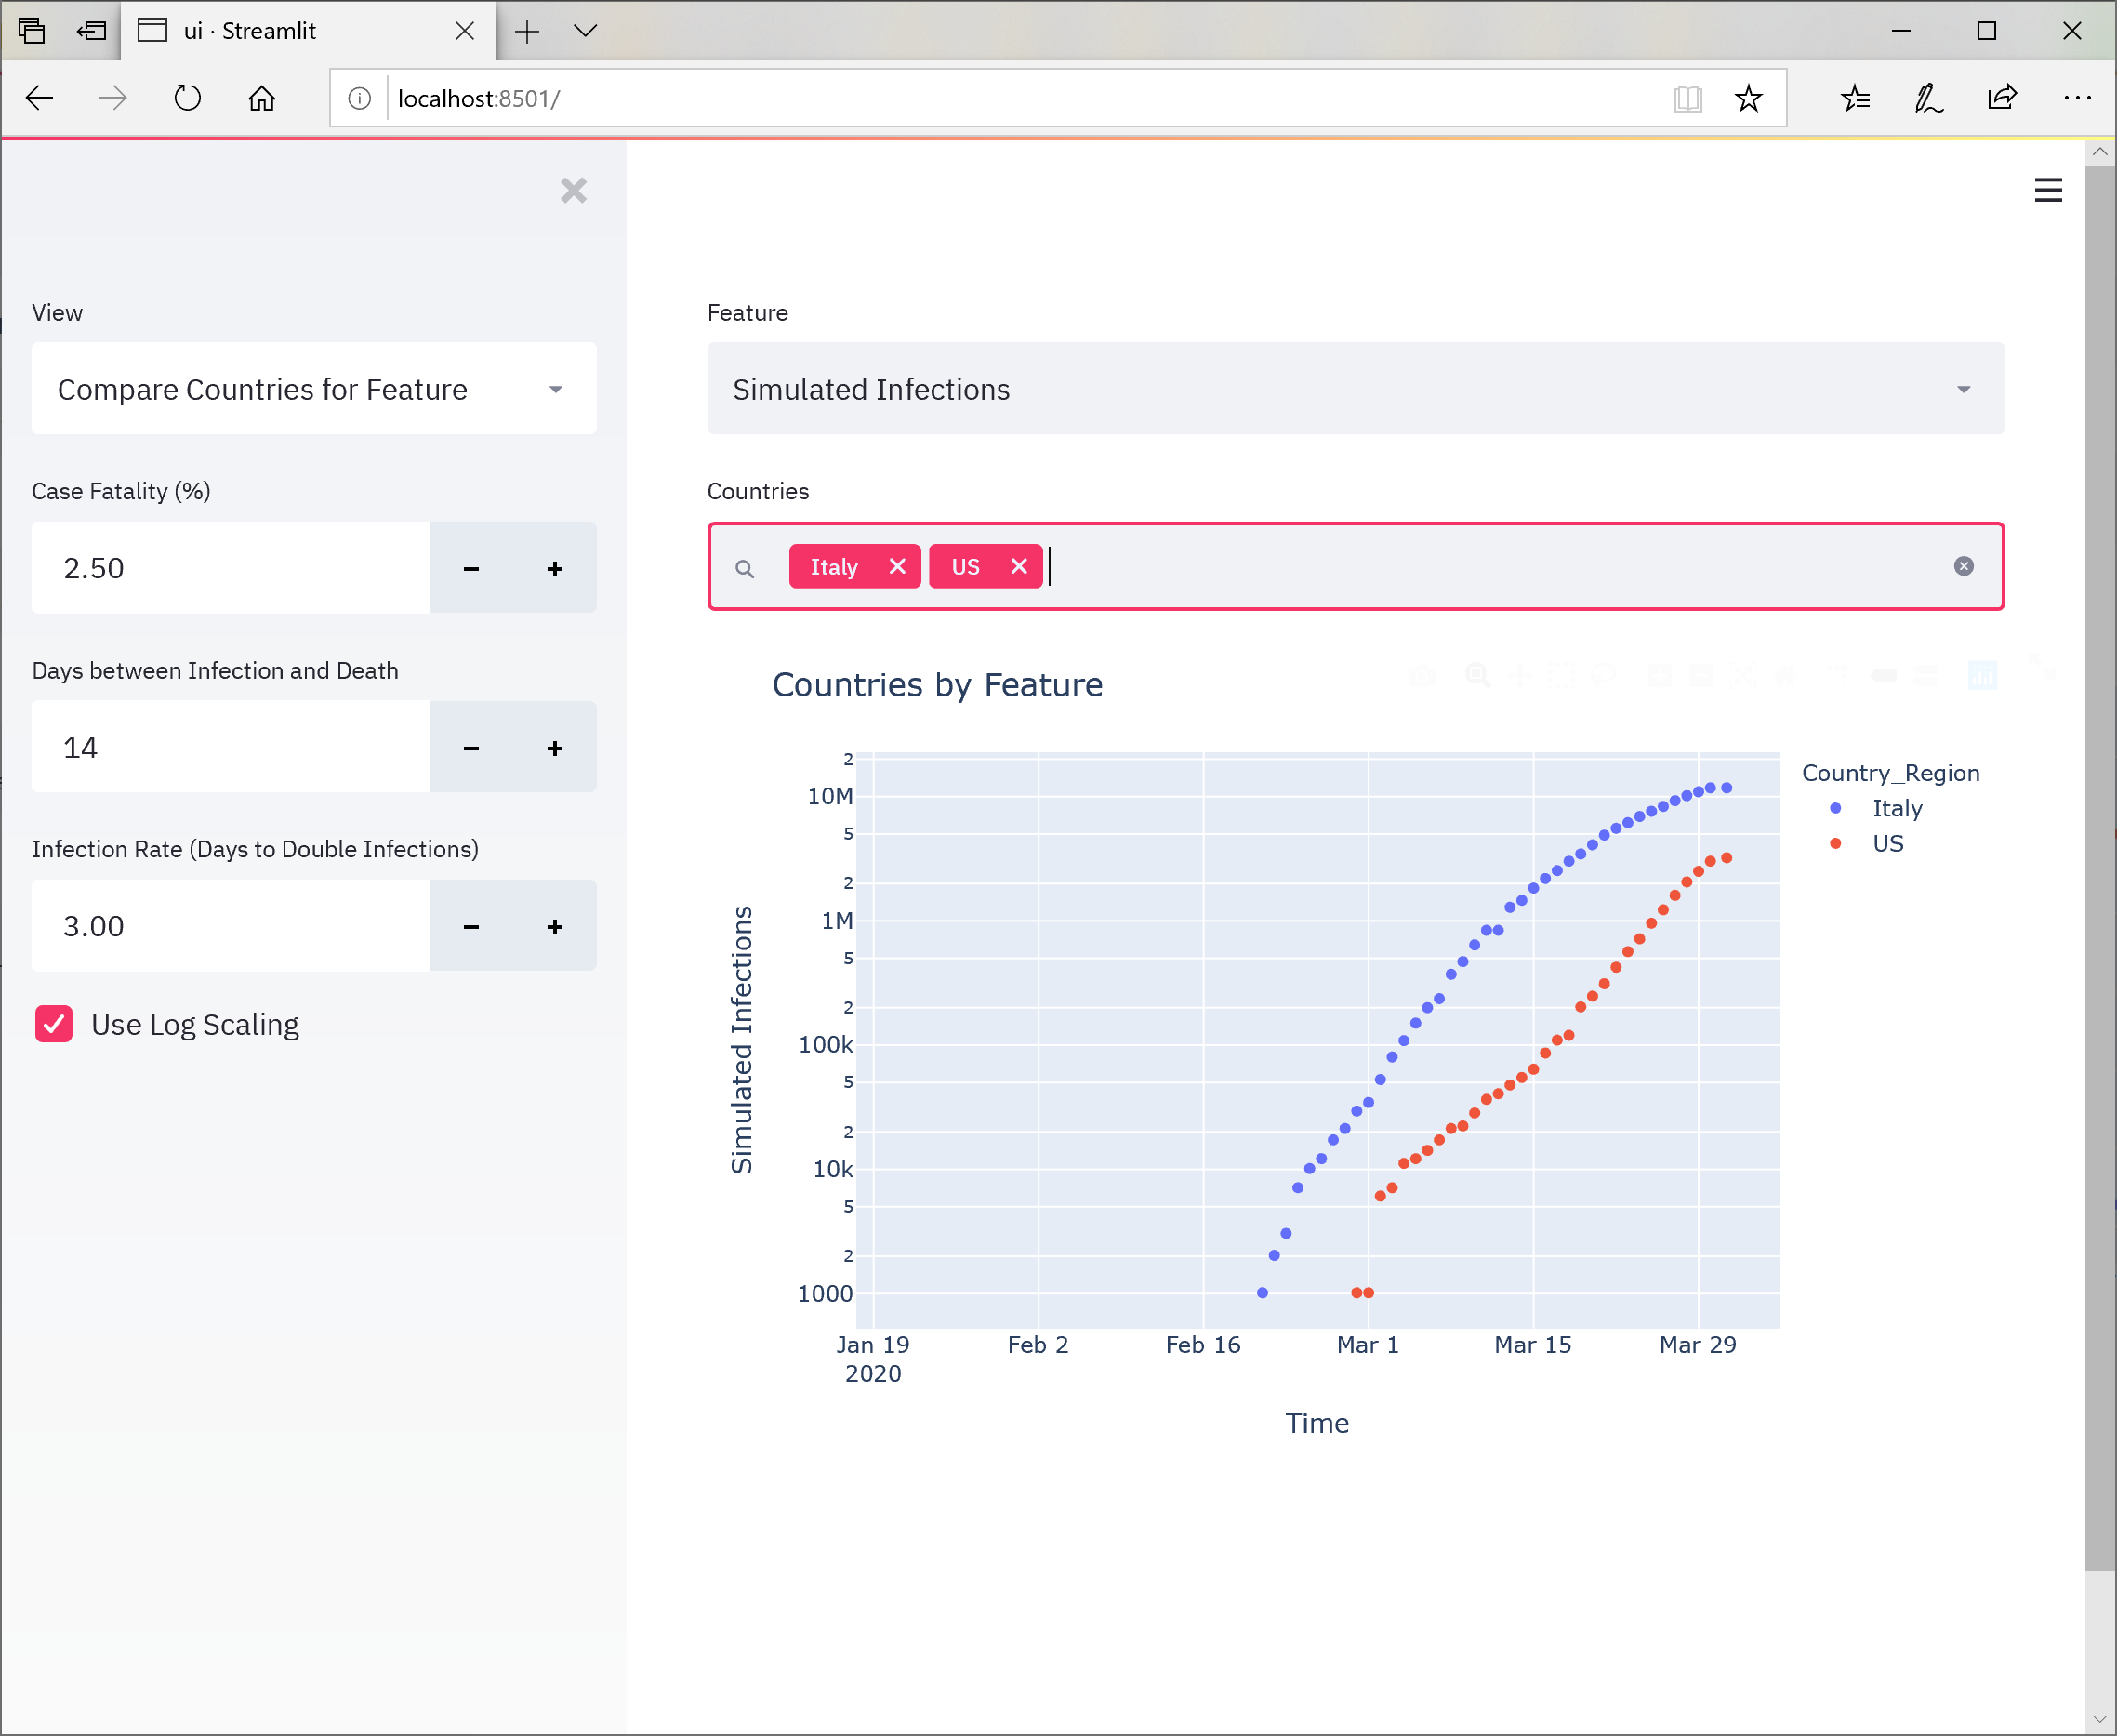 ui · Streamlit
localhost:8501/
View
Compare Countries for Feature
Case Fatality (%)
2.50
Days between Infection and Death
14
Infection Rate (Days to Double Infections)
3.00
Use Log Scaling
Feature
Simulated Infections
Countries
Italy
US
Countries by Feature
2
10M
5
2
1M
5
2
100k
5
2
10k
5
2
1000
Simulated Infections
Jan 19
2020
Feb 2
Feb 16
Mar 1
Mar 15
Mar 29
Time
Country_Region
Italy
US